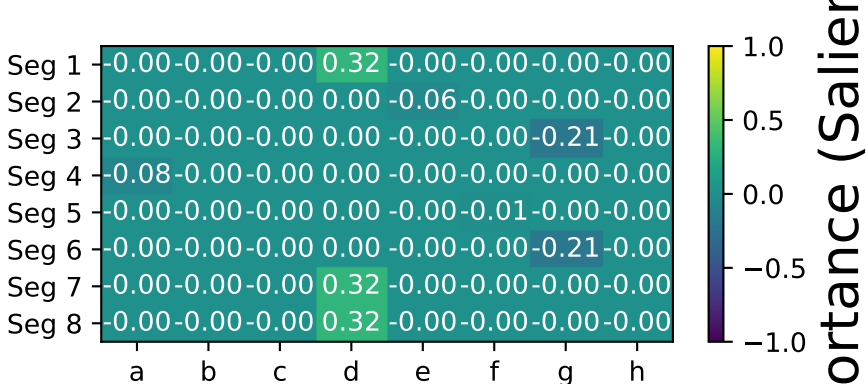 Seg 1 -0.00 -0.00 -0.00 0.32 -0.00 -0.00 -0.00 -0.00
Seg 2 -0.00 -0.00 -0.00 0.00 -0.06 -0.00 -0.00 -0.00
Seg 3 -0.00 -0.00 -0.00 0.00 -0.00 -0.00 -0.21 -0.00
Seg 4 -0.08 -0.00 -0.00 0.00 -0.00 -0.00 -0.00 -0.00
Seg 5 -0.00 -0.00 -0.00 0.00 -0.00 -0.01 -0.00 -0.00
Seg 6 -0.00 -0.00 -0.00 0.00 -0.00 -0.00 -0.21 -0.00
Seg 7 -0.00 -0.00 -0.00 0.32 -0.00 -0.00 -0.00 -0.00
Seg 8 -0.00 -0.00 -0.00 0.32 -0.00 -0.00 -0.00 -0.00
a b c d e f g h
1.0
0.5
0.0
−0.5
−1.0
ortance (Salien